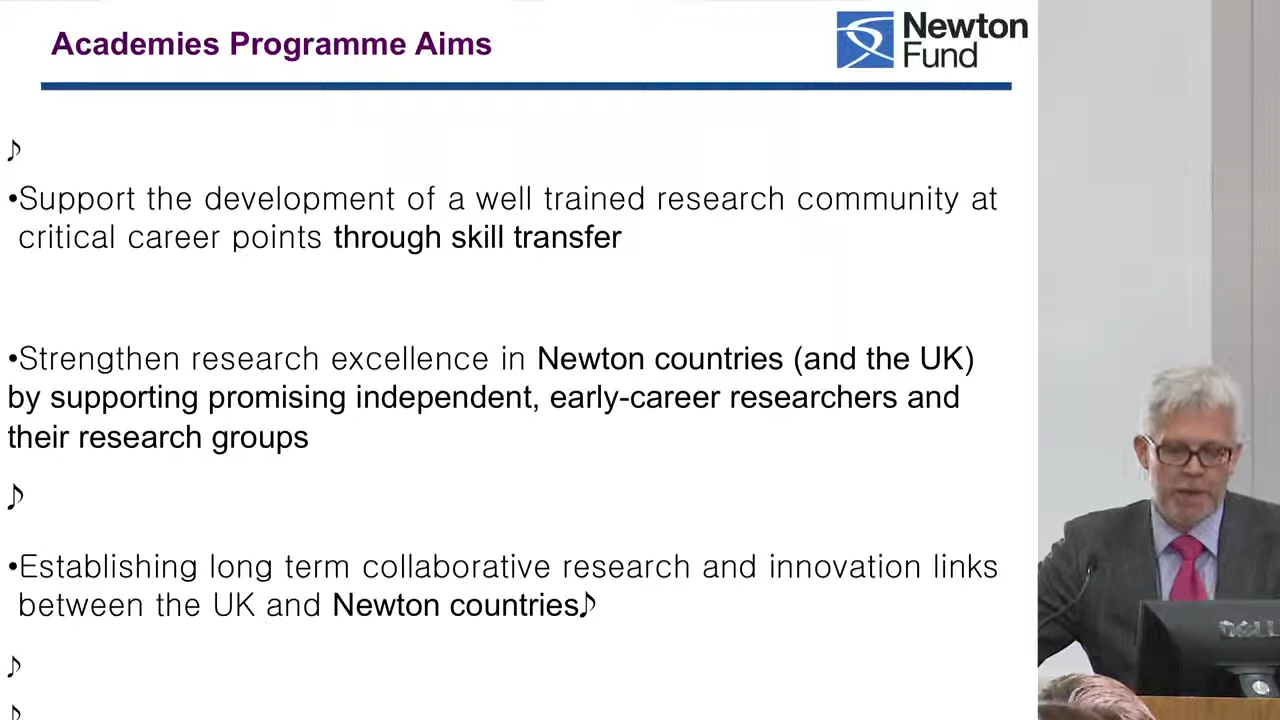 Academies Programme Aims
Newton
Fund
♪
•Support the development of a well trained research community at
critical career points through skill transfer
•Strengthen research excellence in Newton countries (and the UK)
by supporting promising independent, early-career researchers and
their research groups
♪
•Establishing long term collaborative research and innovation links
between the UK and Newton countries♪
♪
♪
DELL